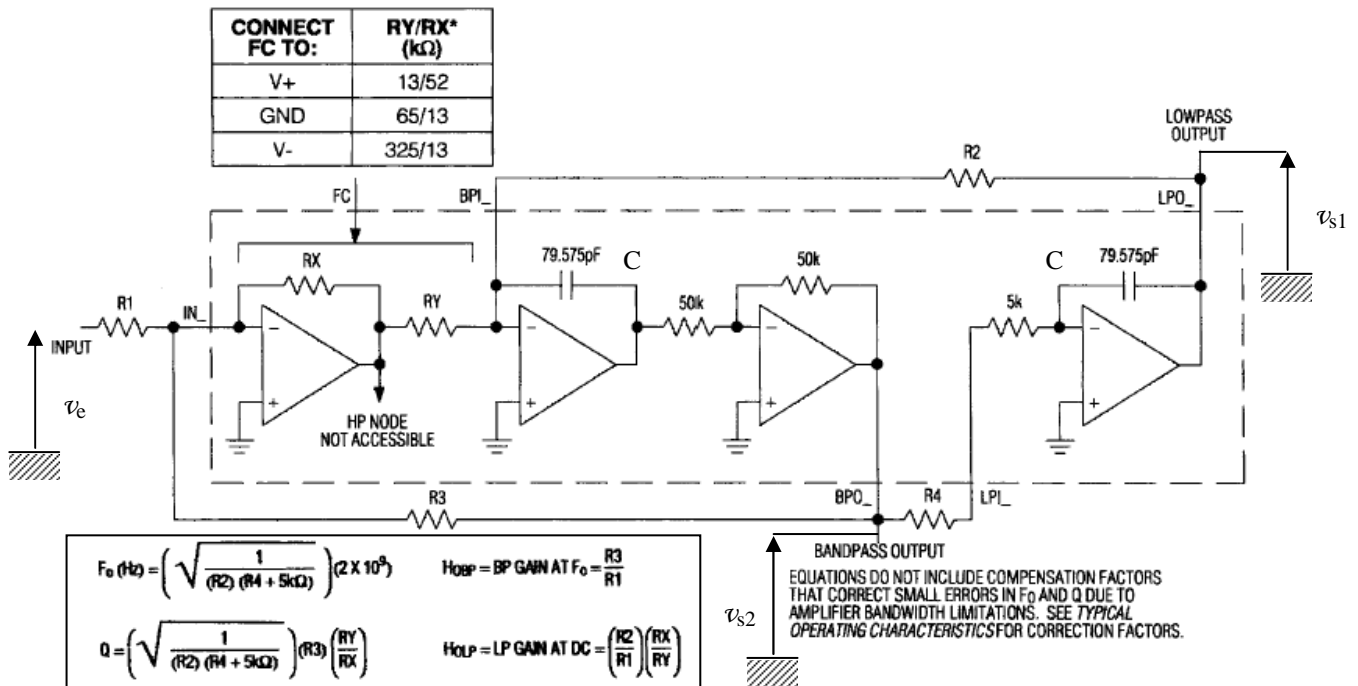 CONNECT FC TO:
RY/RX* (kΩ)
V+
13/52
GND
65/13
V-
325/13
LOWPASS
OUTPUT
R2
FC
BPI_
LPO_
v_s1
RX
79.575pF
C
50k
C
79.575pF
R1
IN_
RY
50k
5k
INPUT
v_e
HP NODE
NOT ACCESSIBLE
R3
BPO_
R4
LPI_
BANDPASS OUTPUT
v_s2
EQUATIONS DO NOT INCLUDE COMPENSATION FACTORS
THAT CORRECT SMALL ERRORS IN F₀ AND Q DUE TO
AMPLIFIER BANDWIDTH LIMITATIONS. SEE TYPICAL
OPERATING CHARACTERISTICS FOR CORRECTION FACTORS.
F₀ (Hz) = (√(1 / (R2) (R4 + 5kΩ))) (2 X 10⁹)
H_OBP = BP GAIN AT F₀ = R3 / R1
Q = (√(1 / (R2) (R4 + 5kΩ))) (R3) (RY / RX)
H_OLP = LP GAIN AT DC = (R2 / R1) (RX / RY)